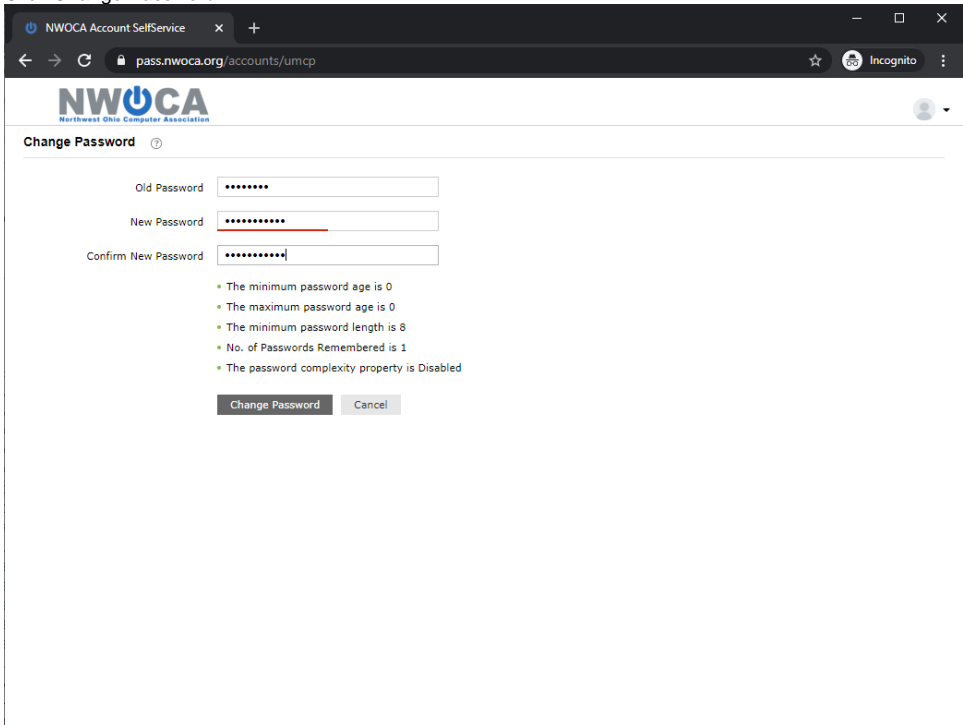 NWOCA Account SelfService
pass.nwoca.org/accounts/umcp
Incognito
NWOCA
Northwest Ohio Computer Association
Change Password
Old Password ••••••••
New Password •••••••••••
Confirm New Password •••••••••••
• The minimum password age is 0
• The maximum password age is 0
• The minimum password length is 8
• No. of Passwords Remembered is 1
• The password complexity property is Disabled
Change Password Cancel